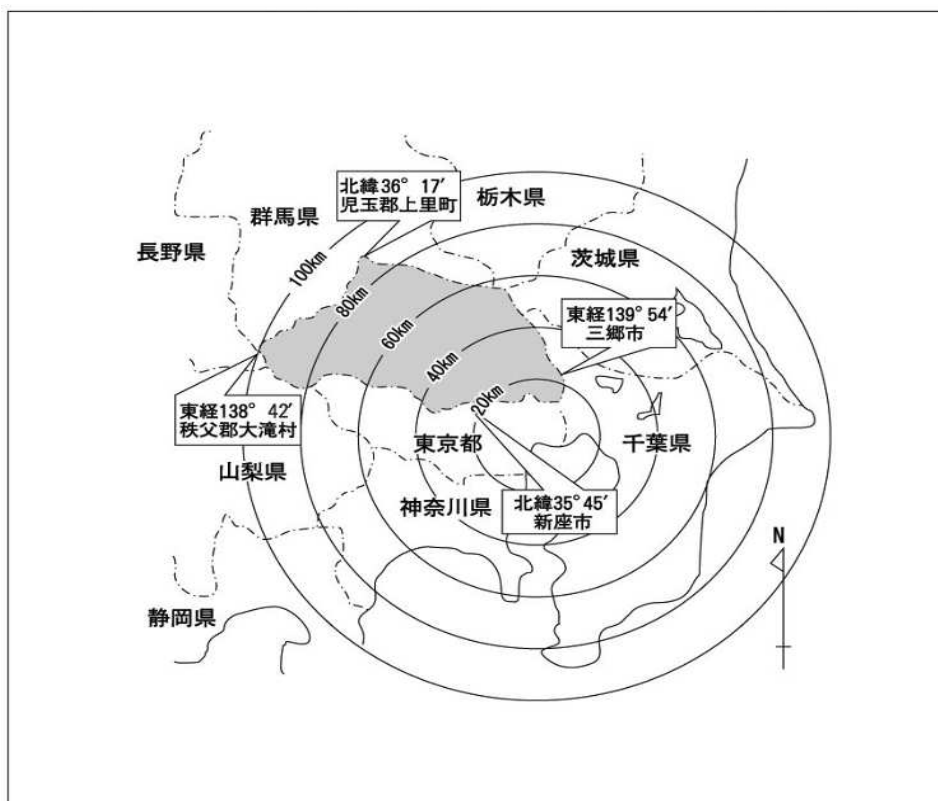 北緯36° 17′
児玉郡上里町
栃木県
群馬県
長野県
茨城県
100km
80km
60km
40km
20km
東経139° 54′
三郷市
東経138° 42′
秩父郡大滝村
東京都
千葉県
山梨県
神奈川県
北緯35° 45′
新座市
N
静岡県